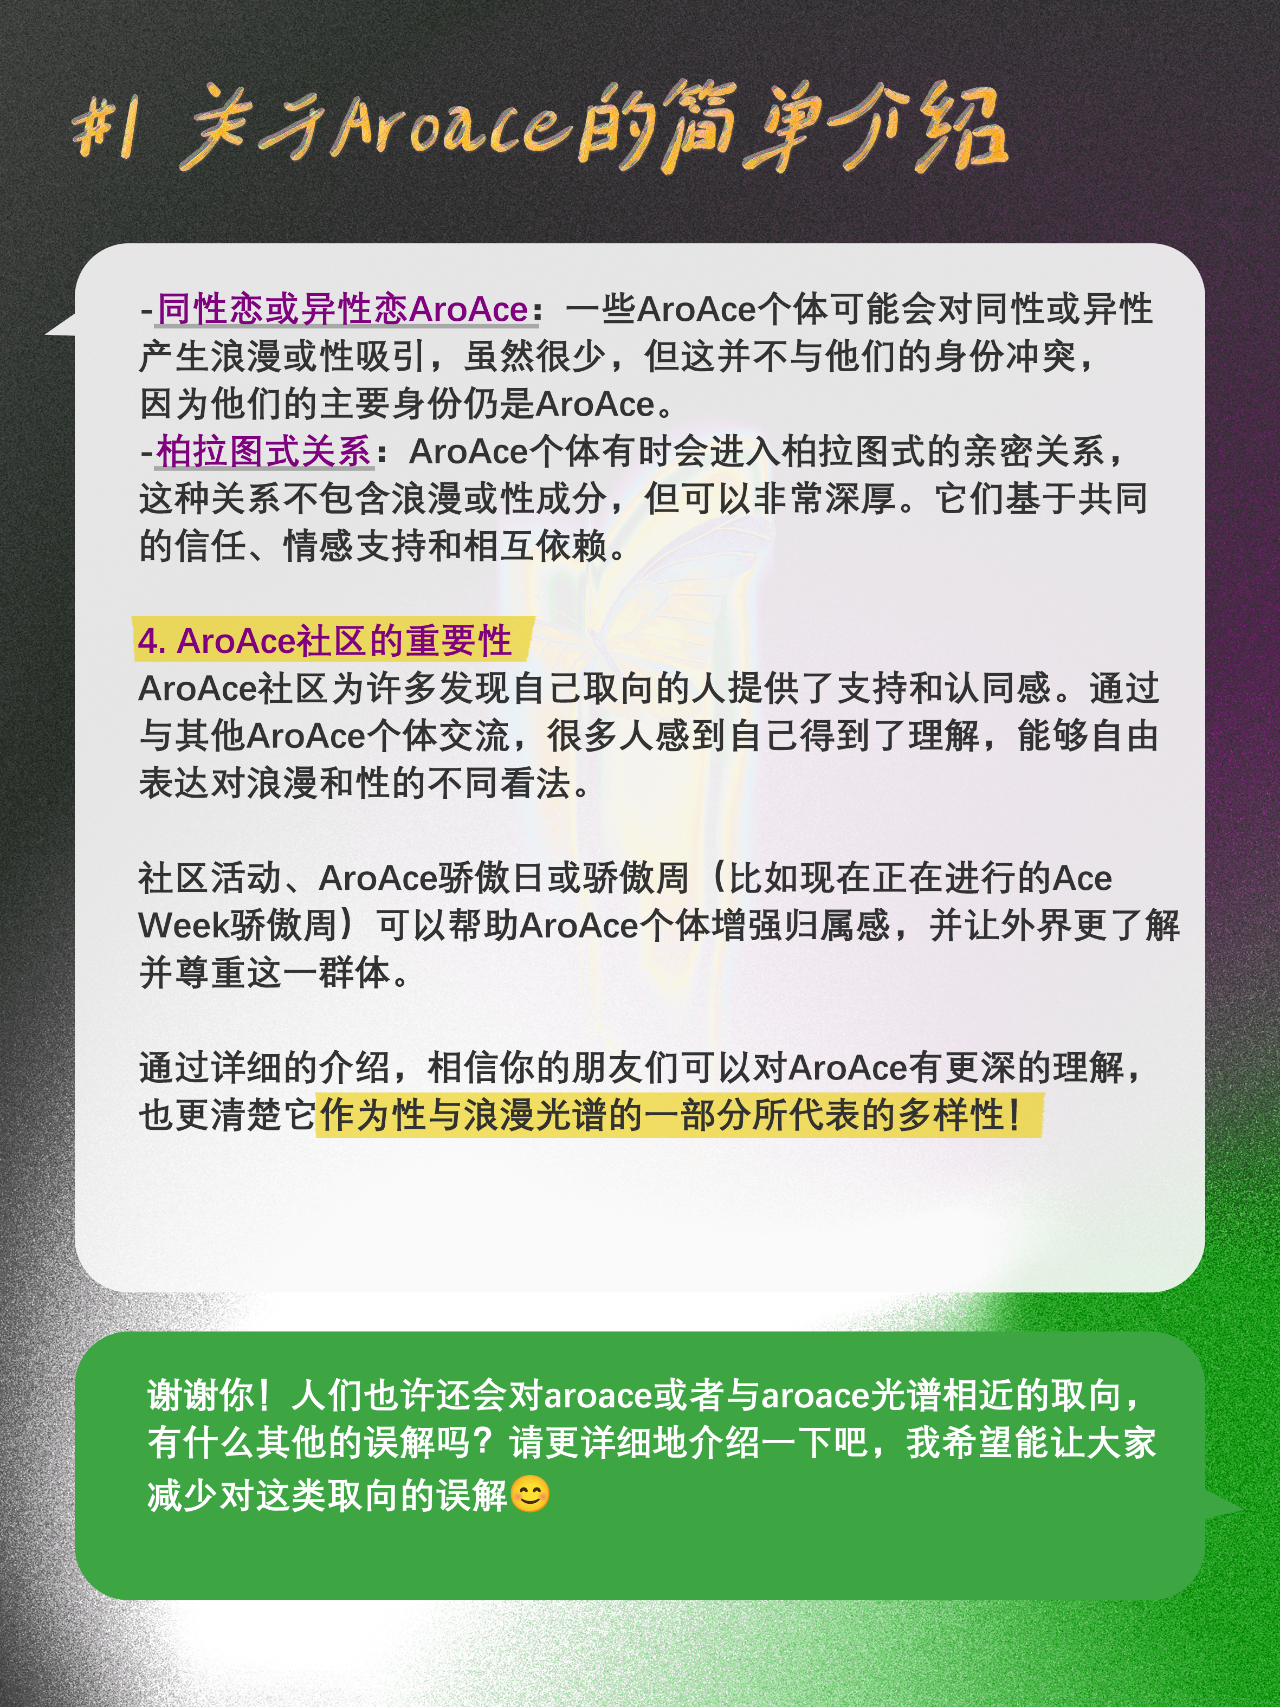 #1 关于Aroace的简单介绍
-同性恋或异性恋AroAce：一些AroAce个体可能会对同性或异性
产生浪漫或性吸引，虽然很少，但这并不与他们的身份冲突，
因为他们的主要身份仍是AroAce。
-柏拉图式关系：AroAce个体有时会进入柏拉图式的亲密关系，
这种关系不包含浪漫或性成分，但可以非常深厚。它们基于共同
的信任、情感支持和相互依赖。
4. AroAce社区的重要性
AroAce社区为许多发现自己取向的人提供了支持和认同感。通过
与其他AroAce个体交流，很多人感到自己得到了理解，能够自由
表达对浪漫和性的不同看法。
社区活动、AroAce骄傲日或骄傲周（比如现在正在进行的Ace
Week骄傲周）可以帮助AroAce个体增强归属感，并让外界更了解
并尊重这一群体。
通过详细的介绍，相信你的朋友们可以对AroAce有更深的理解，
也更清楚它作为性与浪漫光谱的一部分所代表的多样性！
谢谢你！人们也许还会对aroace或者与aroace光谱相近的取向，
有什么其他的误解吗？请更详细地介绍一下吧，我希望能让大家
减少对这类取向的误解😊